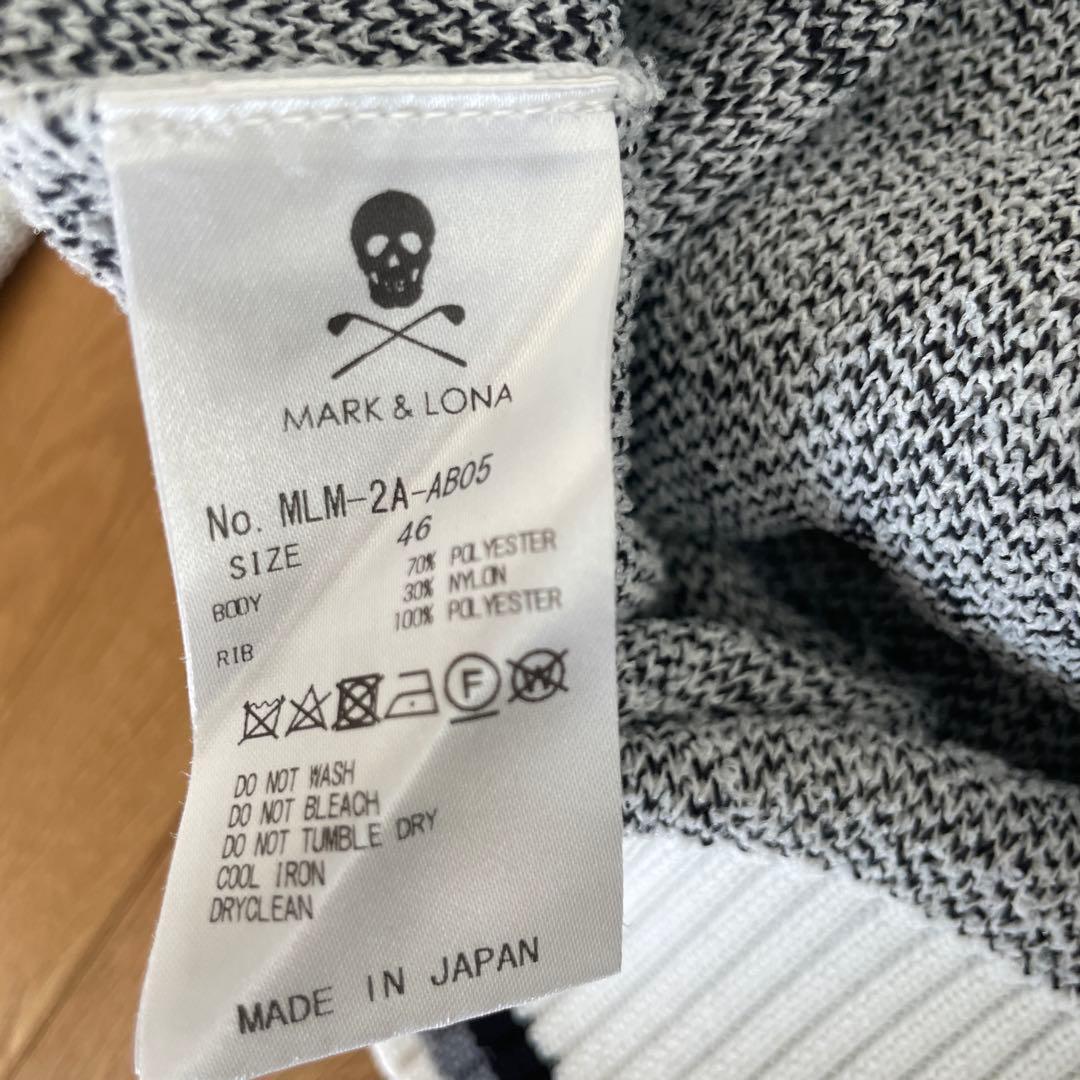 MARK & LONA
No. MLM-2A-AB05
SIZE 46
BODY 70% POLYESTER
30% NYLON
RIB 100% POLYESTER
F W
DO NOT WASH
DO NOT BLEACH
DO NOT TUMBLE DRY
COOL IRON
DRYCLEAN
MADE IN JAPAN